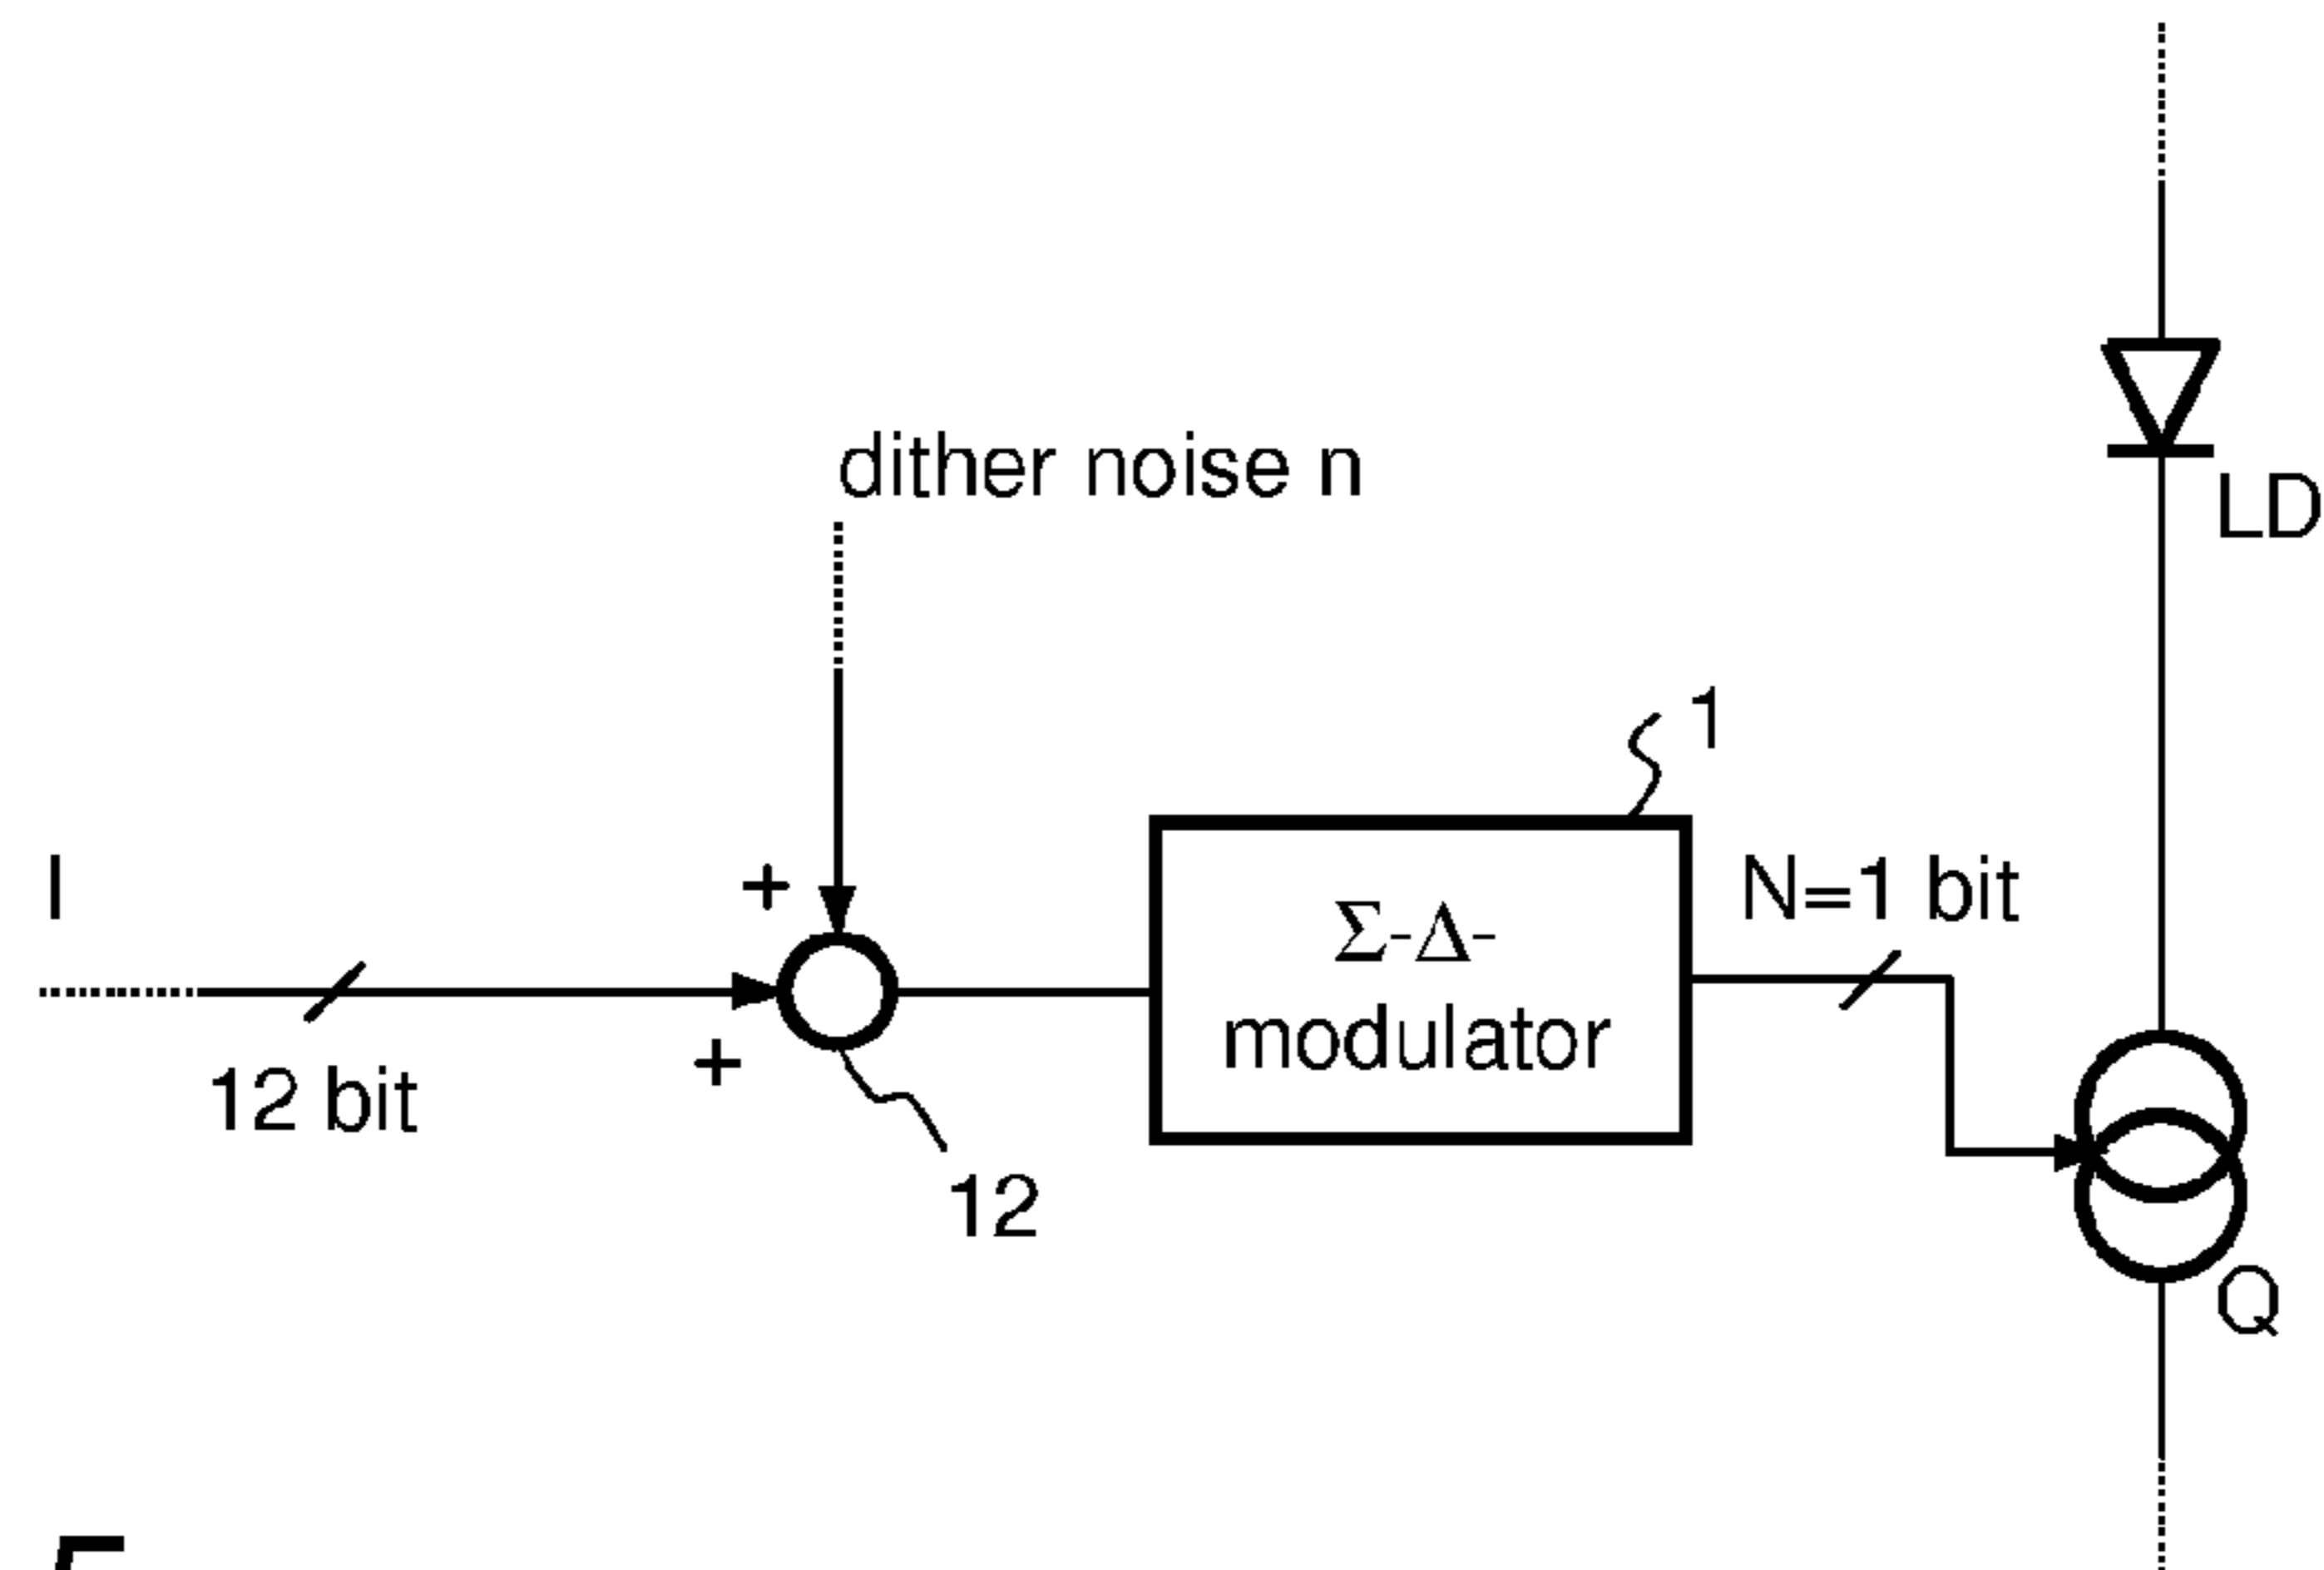 dither noise n
LD
1
I
+
N=1 bit
Σ-Δ-
modulator
+
12 bit
12
Q